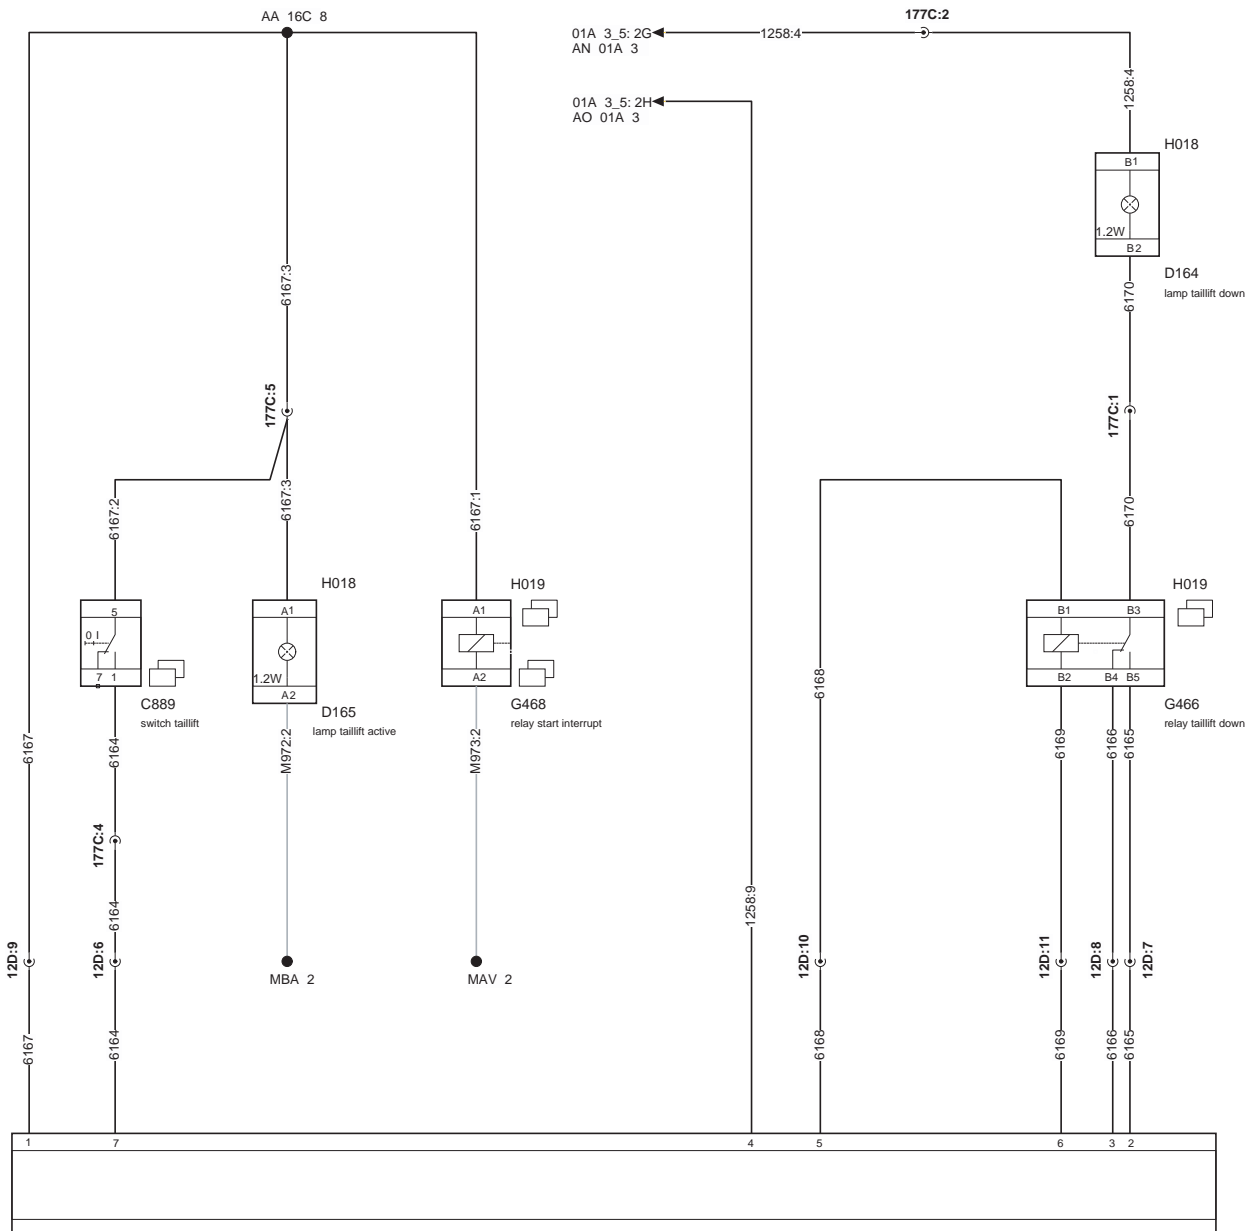 AA 16C 8
177C:2
01A 3_5: 2G
AN 01A 3
1258:4
01A 3_5: 2H
AO 01A 3
1258:4
H018
B1
1.2W
B2
D164
lamp taillift down
6167:3
6170
177C:5
177C:1
6167:2
6167:3
6167:1
6170
H018
H019
H019
5
0 I
7 1
C889
switch taillift
A1
1.2W
A2
D165
lamp taillift active
A1
A2
G468
relay start interrupt
B1 B3
B2 B4 B5
G466
relay taillift down
6168
6167
6164
M972:2
M973:2
6169
6166
6165
177C:4
6164
1258:9
12D:9
12D:6
12D:10
12D:11
12D:8
12D:7
MBA 2
MAV 2
6167
6164
6168
6169
6166
6165
1 7 4 5 6 3 2